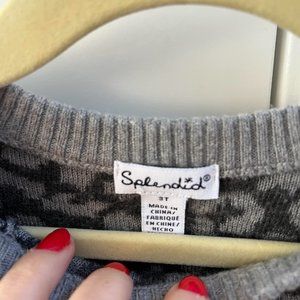 Splendid®
3T
MADE IN
CHINA/
FABRIQUÉ
EN CHINE/
HECHO